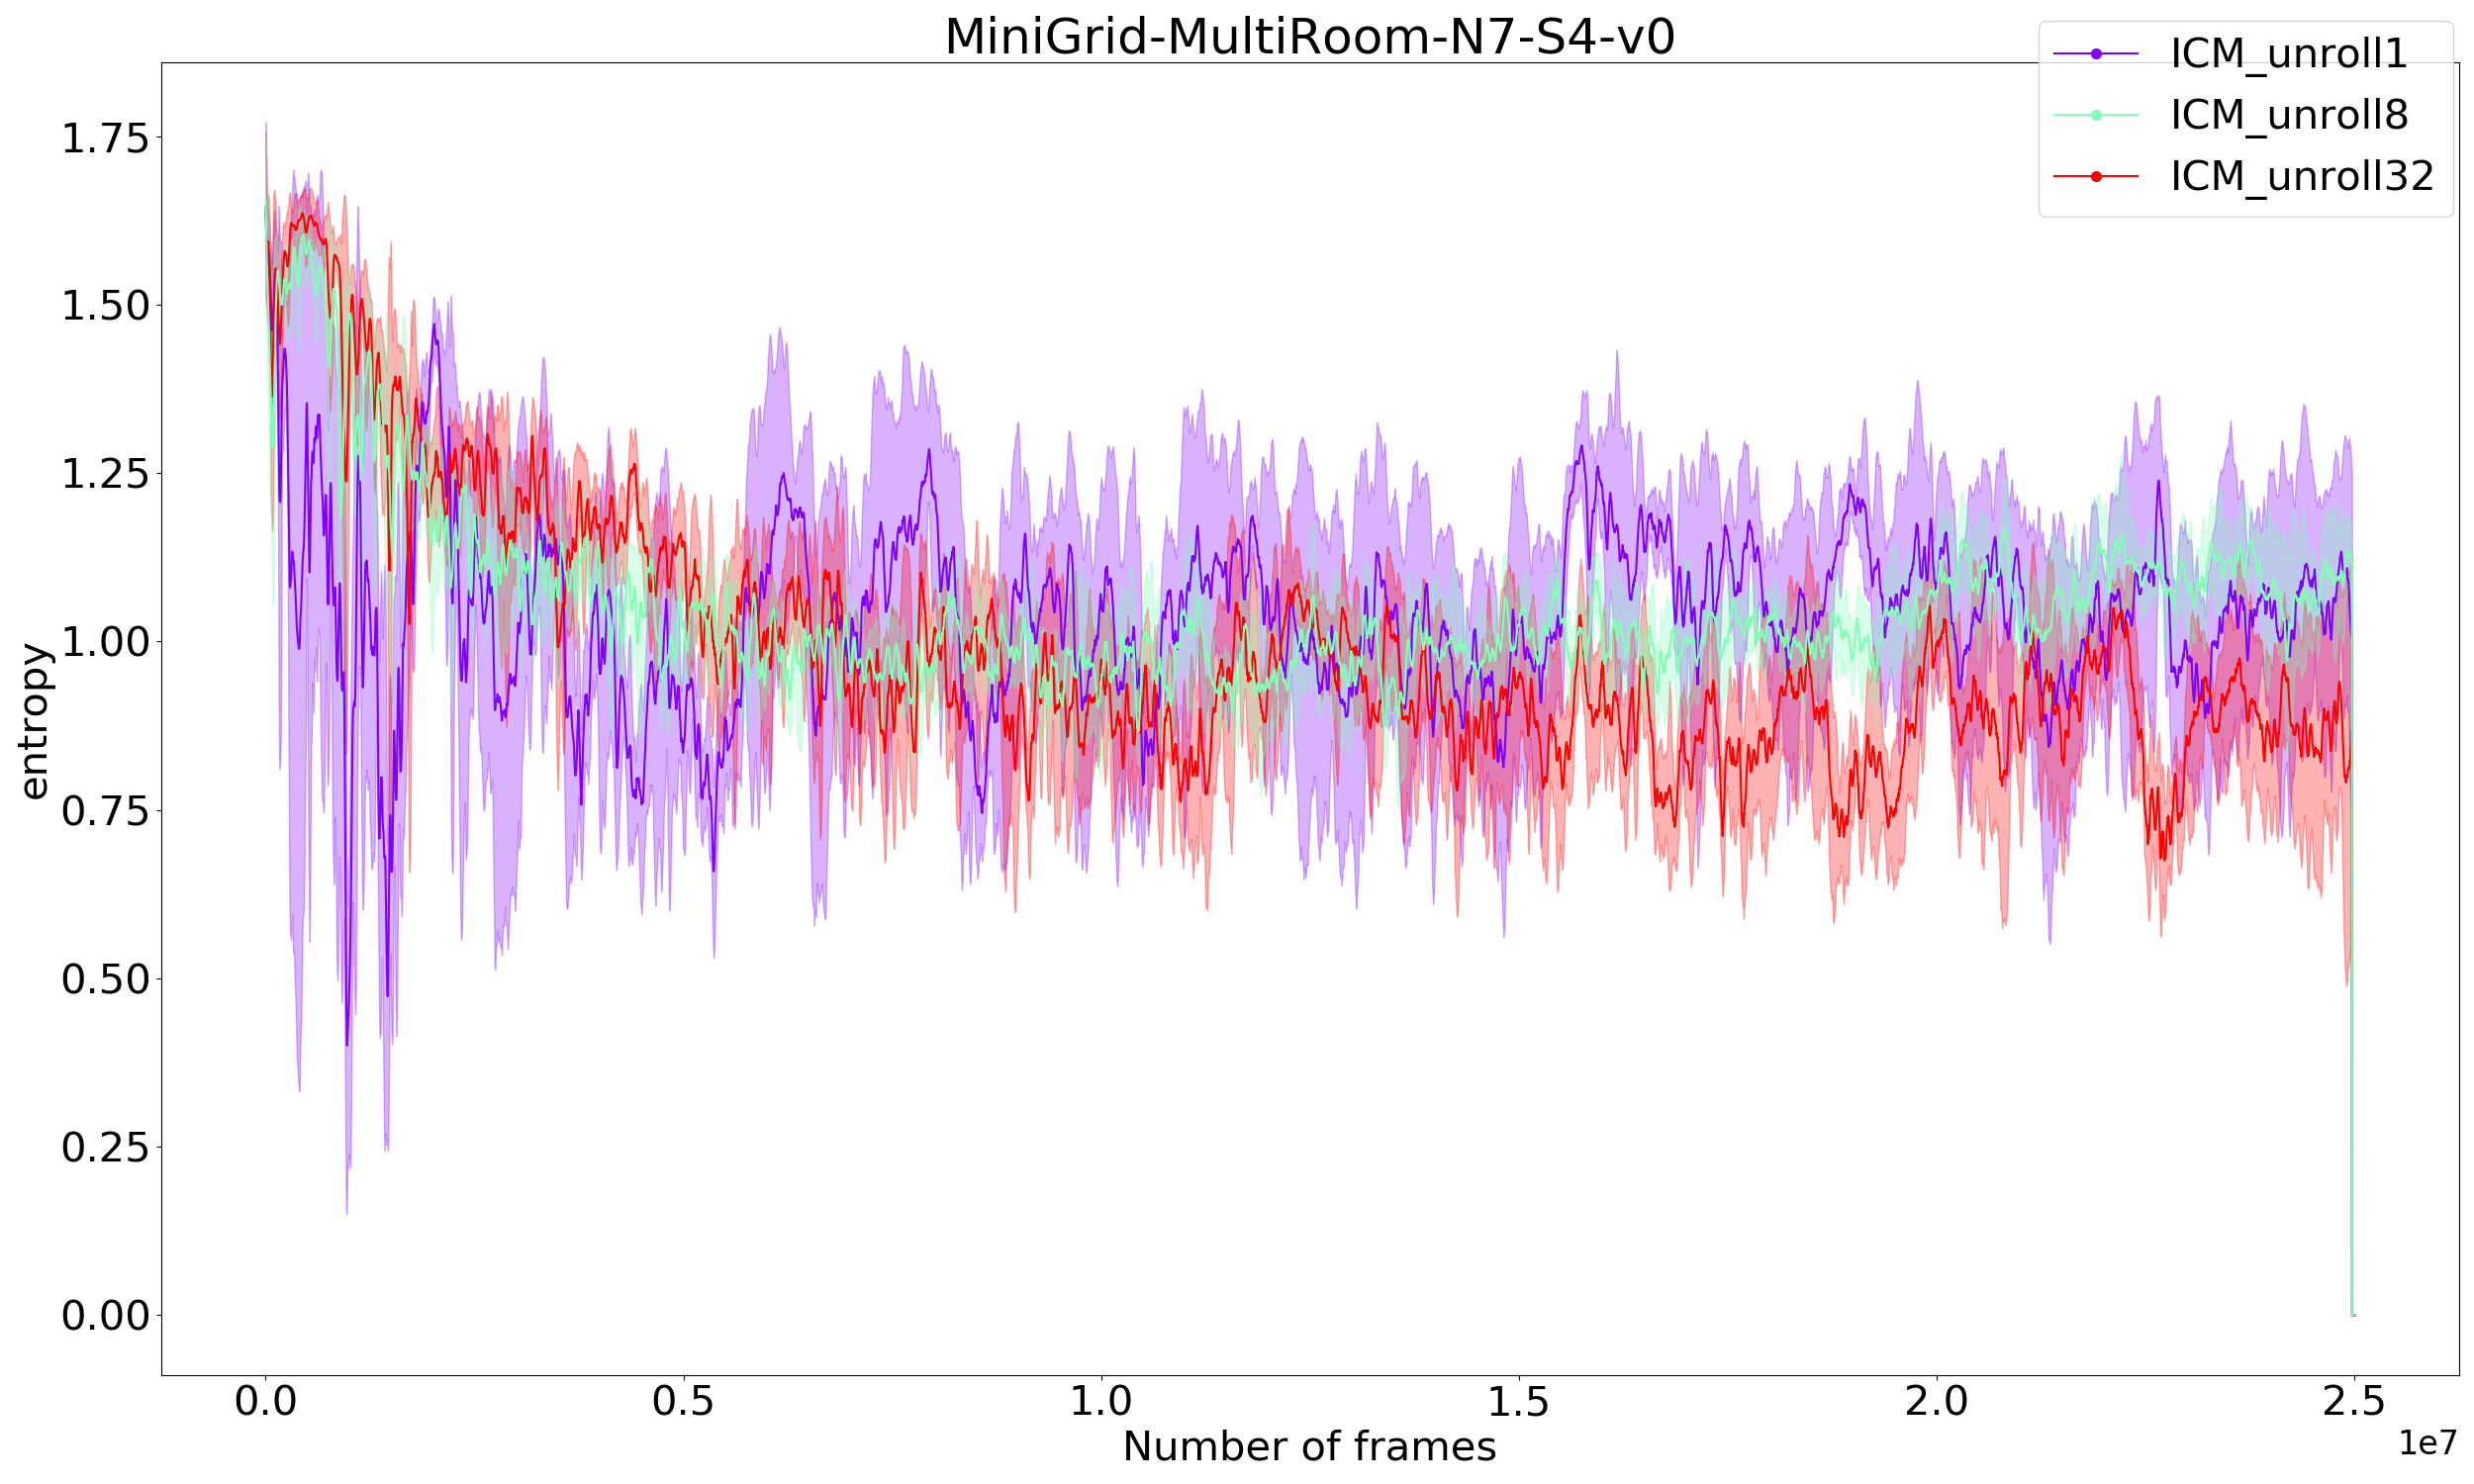 MiniGrid-MultiRoom-N7-S4-v0
ICM_unroll1
ICM_unroll8
ICM_unroll32
entropy
1.75
1.50
1.25
1.00
0.75
0.50
0.25
0.00
0.0 0.5 1.0 1.5 2.0 2.5
Number of frames
1e7